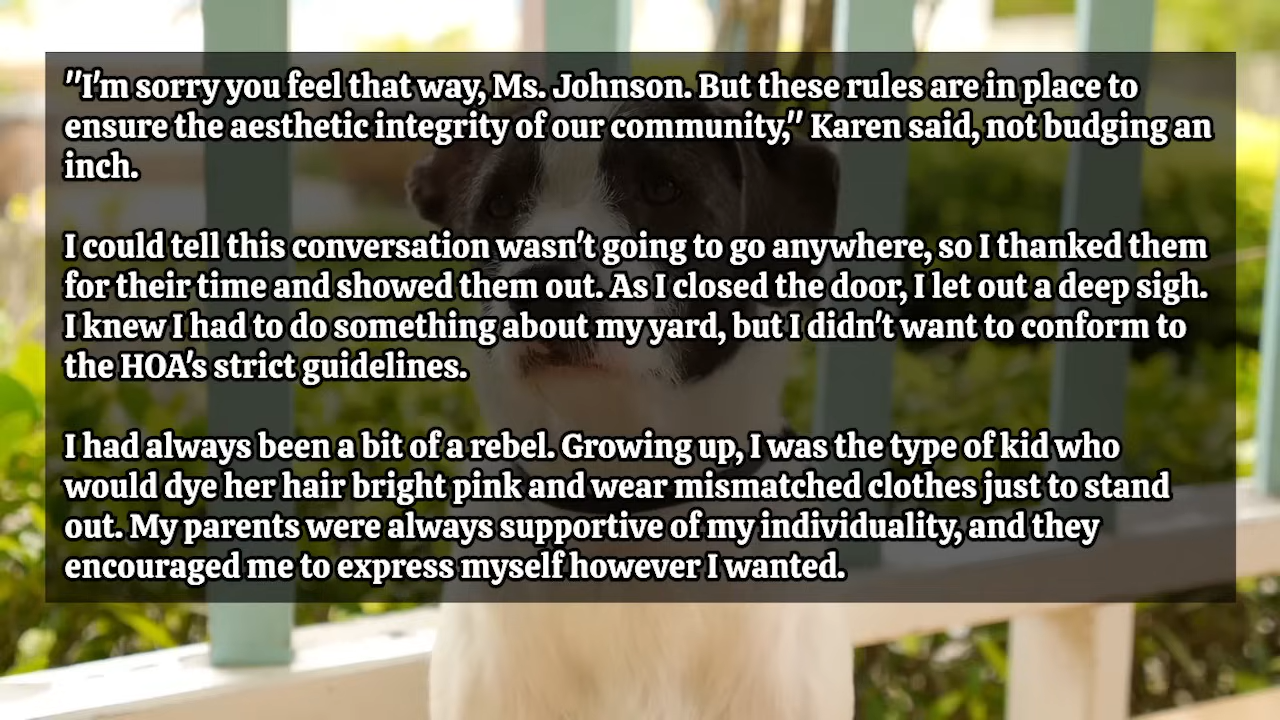 "I'm sorry you feel that way, Ms. Johnson. But these rules are in place to
ensure the aesthetic integrity of our community," Karen said, not budging an
inch.
I could tell this conversation wasn't going to go anywhere, so I thanked them
for their time and showed them out. As I closed the door, I let out a deep sigh.
I knew I had to do something about my yard, but I didn't want to conform to
the HOA's strict guidelines.
I had always been a bit of a rebel. Growing up, I was the type of kid who
would dye her hair bright pink and wear mismatched clothes just to stand
out. My parents were always supportive of my individuality, and they
encouraged me to express myself however I wanted.